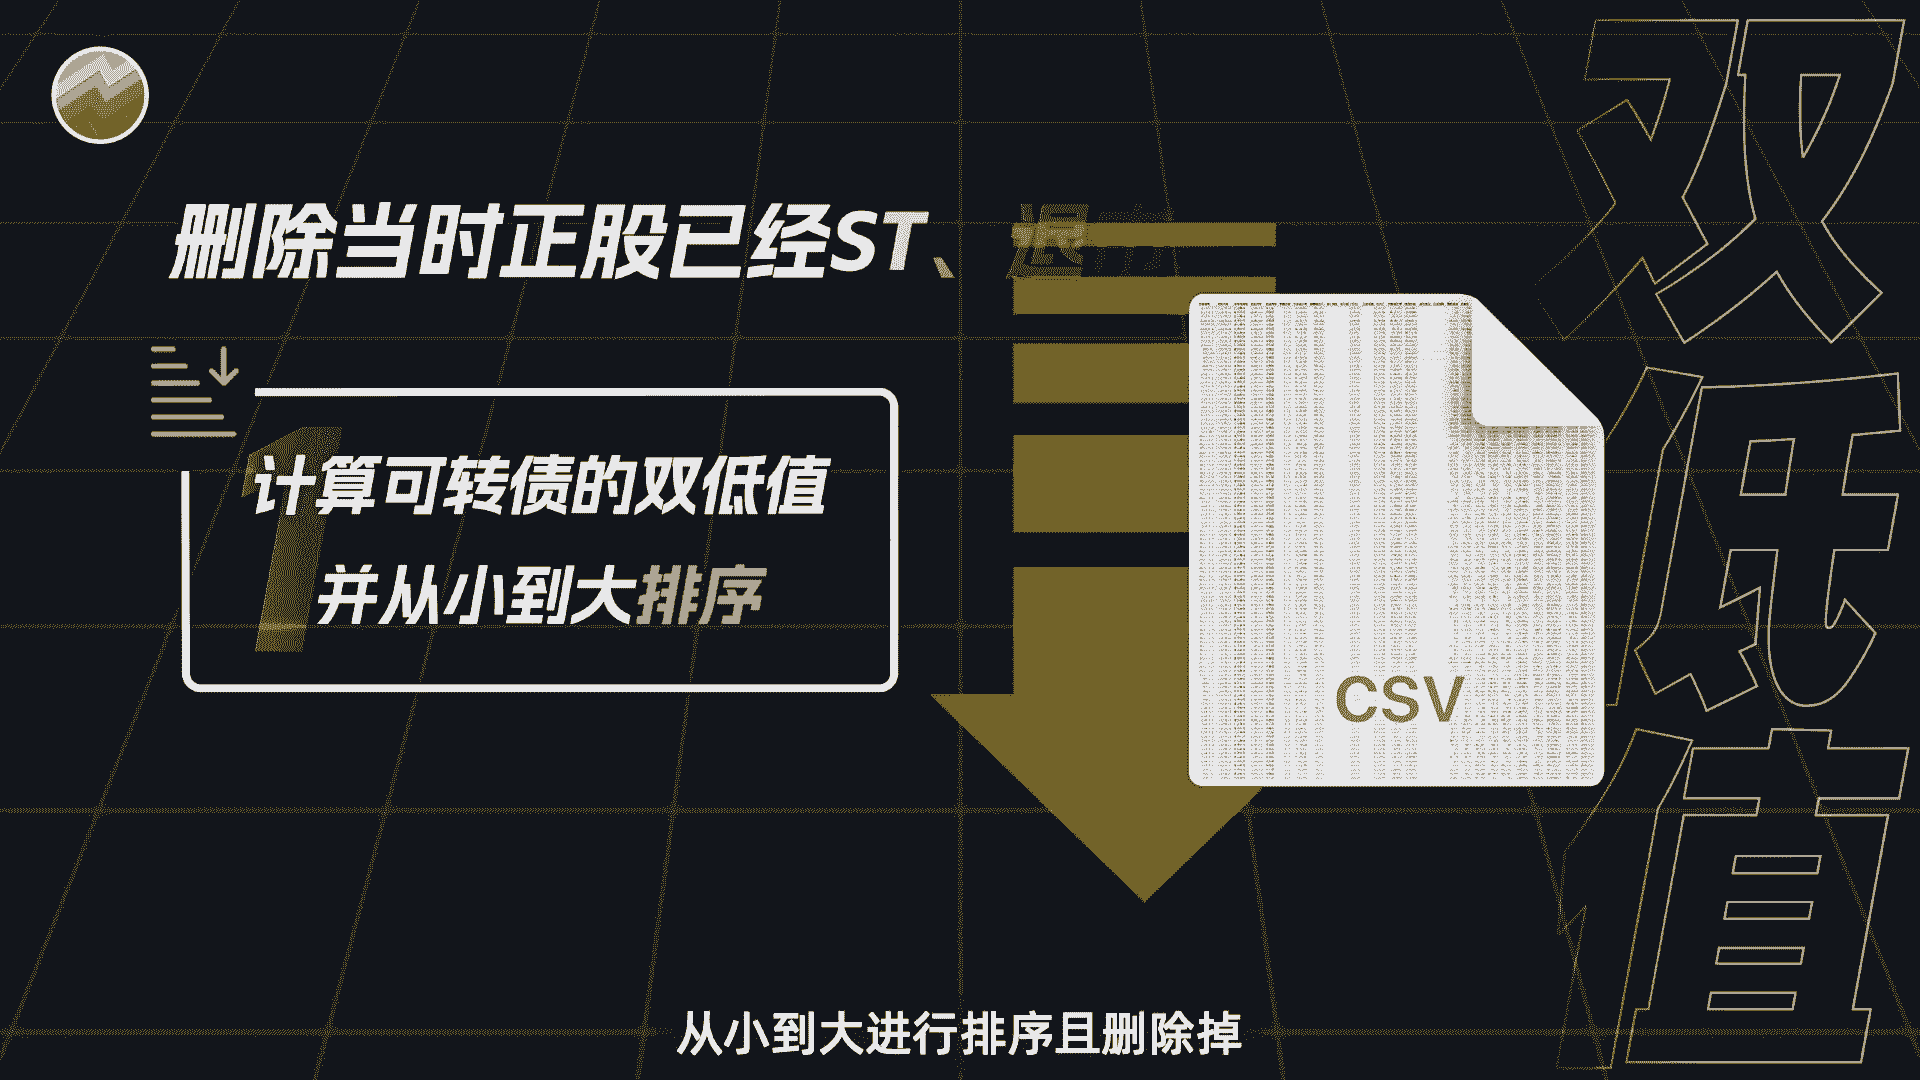 删除当时正股已经ST、退
1
计算可转债的双低值
并从小到大排序
CSV
双低值
从小到大进行排序且删除掉